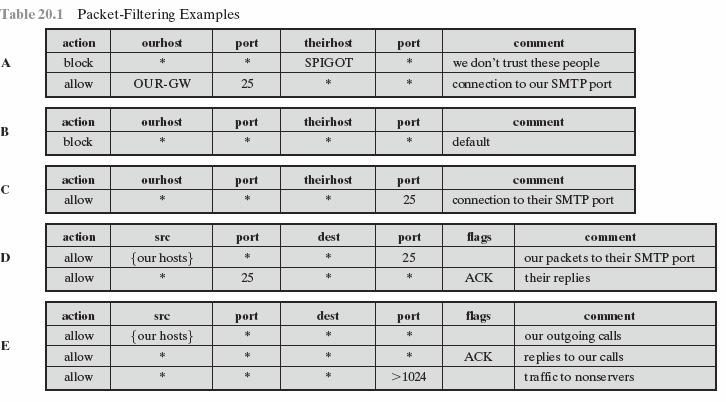 Table 20.1 Packet-Filtering Examples
A
action ourhost port theirhost port comment
block * * SPIGOT * we don't trust these people
allow OUR-GW 25 * * connection to our SMTP port
B
action ourhost port theirhost port comment
block * * * * default
C
action ourhost port theirhost port comment
allow * * * 25 connection to their SMTP port
D
action src port dest port flags comment
allow {our hosts} * * 25 our packets to their SMTP port
allow * 25 * * ACK their replies
E
action src port dest port flags comment
allow {our hosts} * * * our outgoing calls
allow * * * * ACK replies to our calls
allow * * * >1024 traffic to nonservers